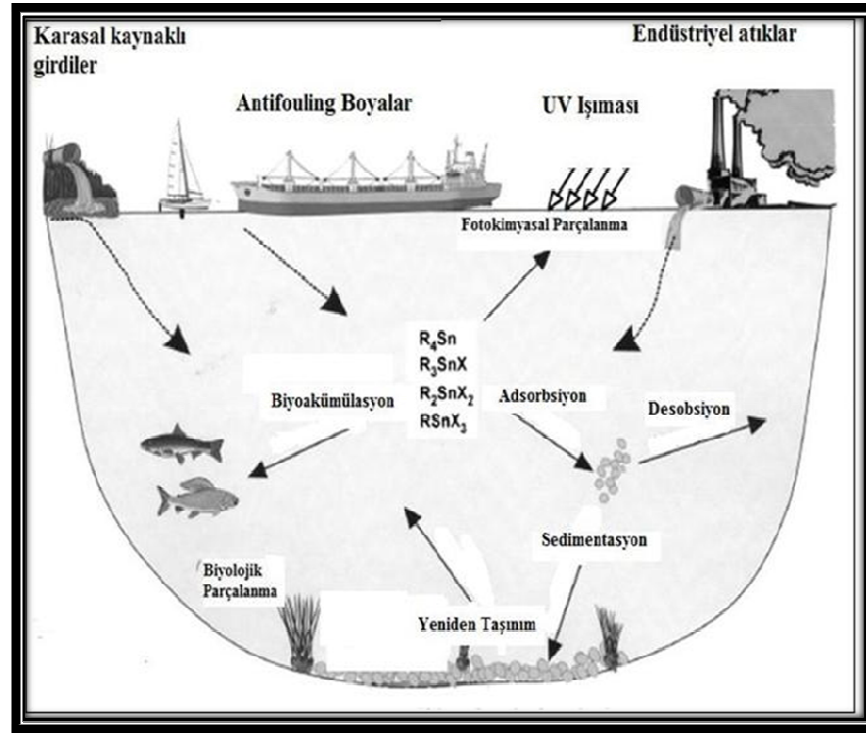 Karasal kaynaklı
girdiler
Endüstriyel atıklar
Antifouling Boyalar
UV Işıması
Fotokimyasal Parçalanma
R₄Sn
R₃SnX
R₂SnX₂
RSnX₃
Biyoakümülasyon
Adsorbsiyon
Desobsiyon
Sedimentasyon
Biyolojik
Parçalanma
Yeniden Taşınım